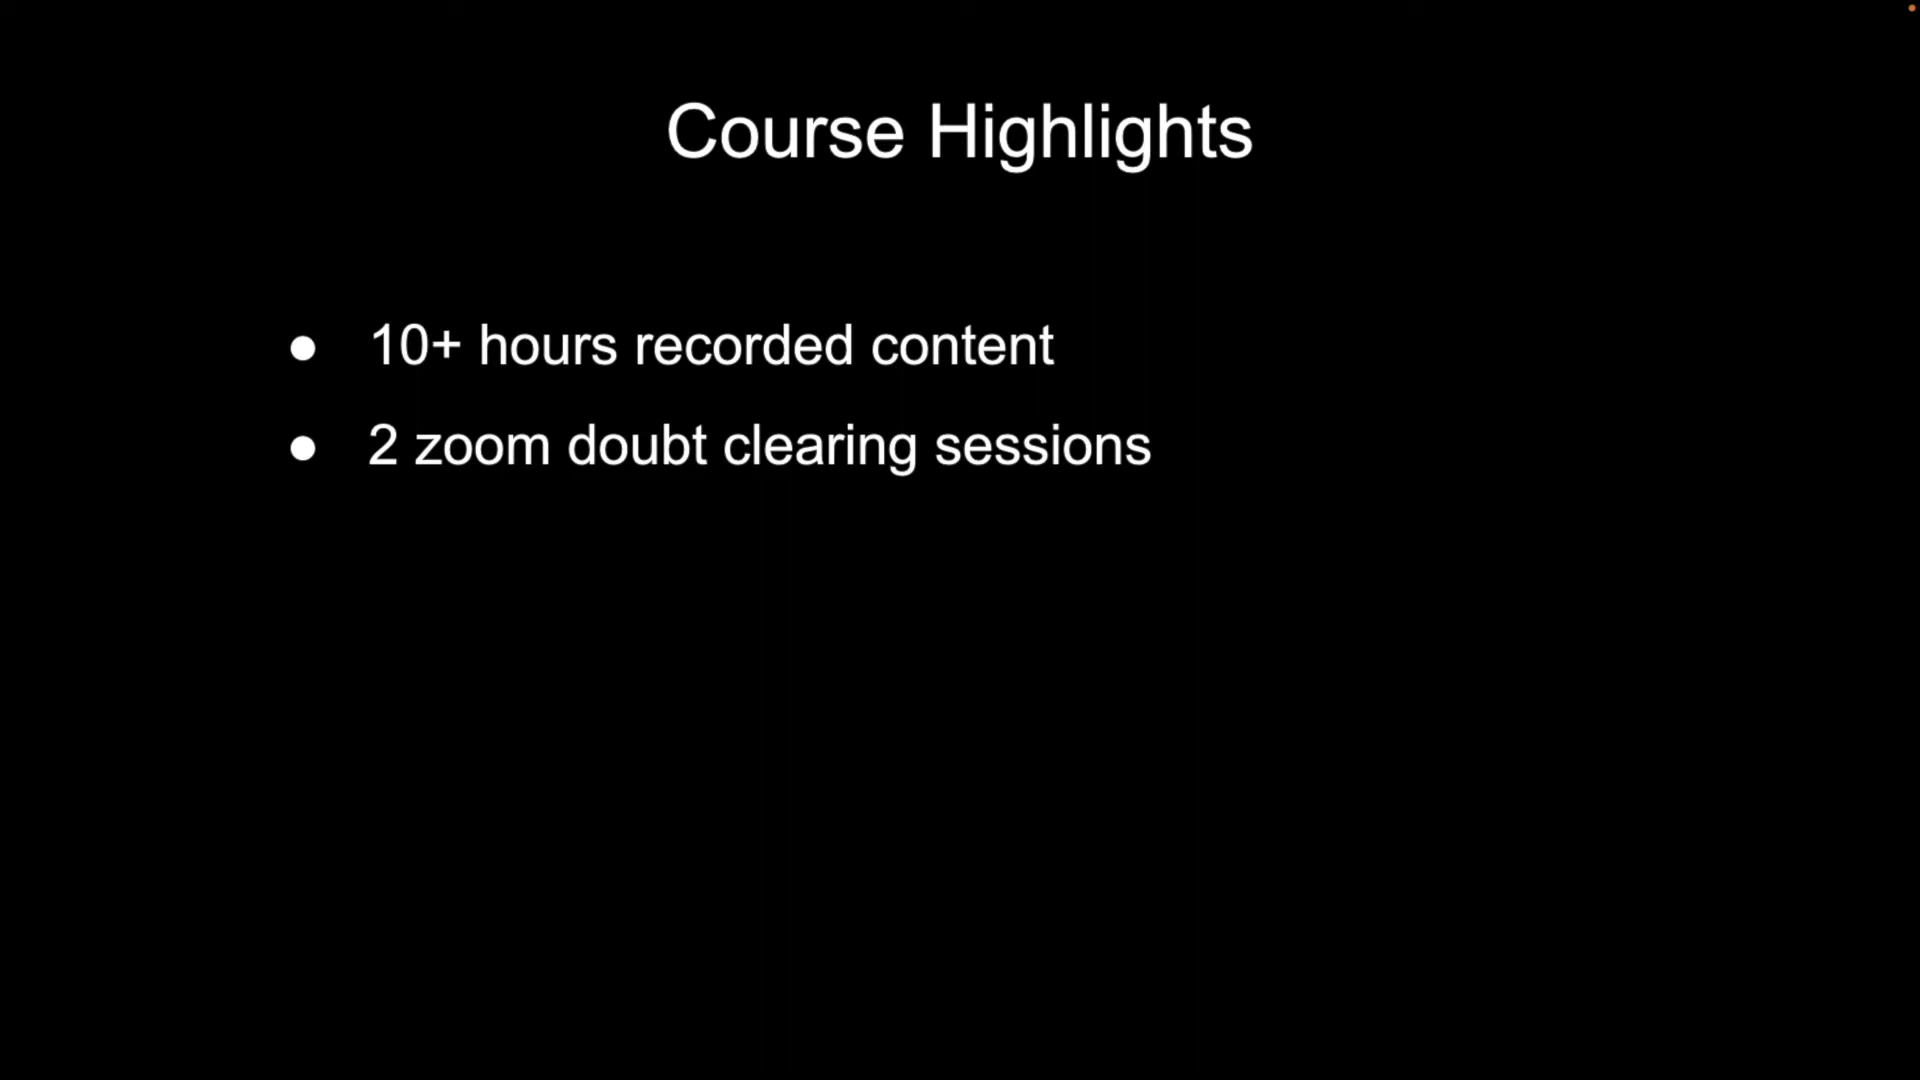 Course Highlights
● 10+ hours recorded content
● 2 zoom doubt clearing sessions